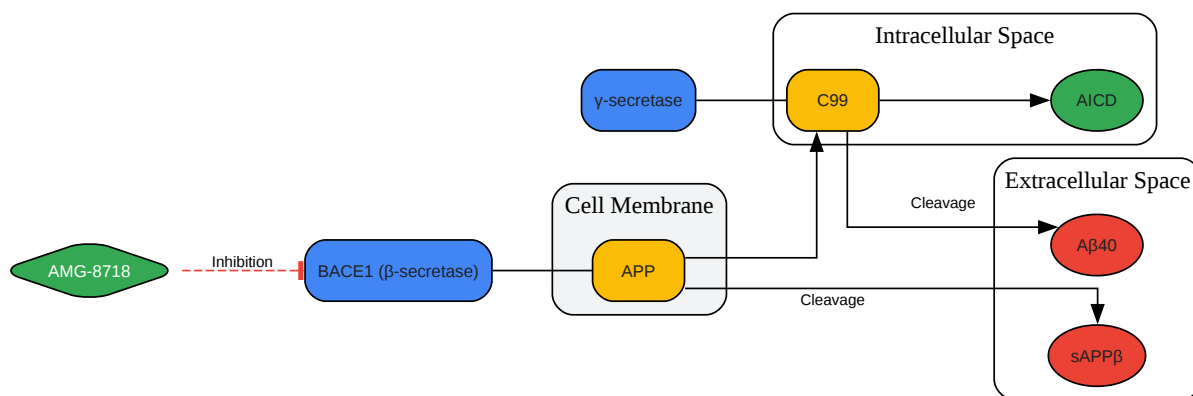 Intracellular Space
γ-secretase
C99
AICD
Extracellular Space
Cell Membrane
Cleavage
Aβ40
AMG-8718
Inhibition
BACE1 (β-secretase)
APP
Cleavage
sAPPβ